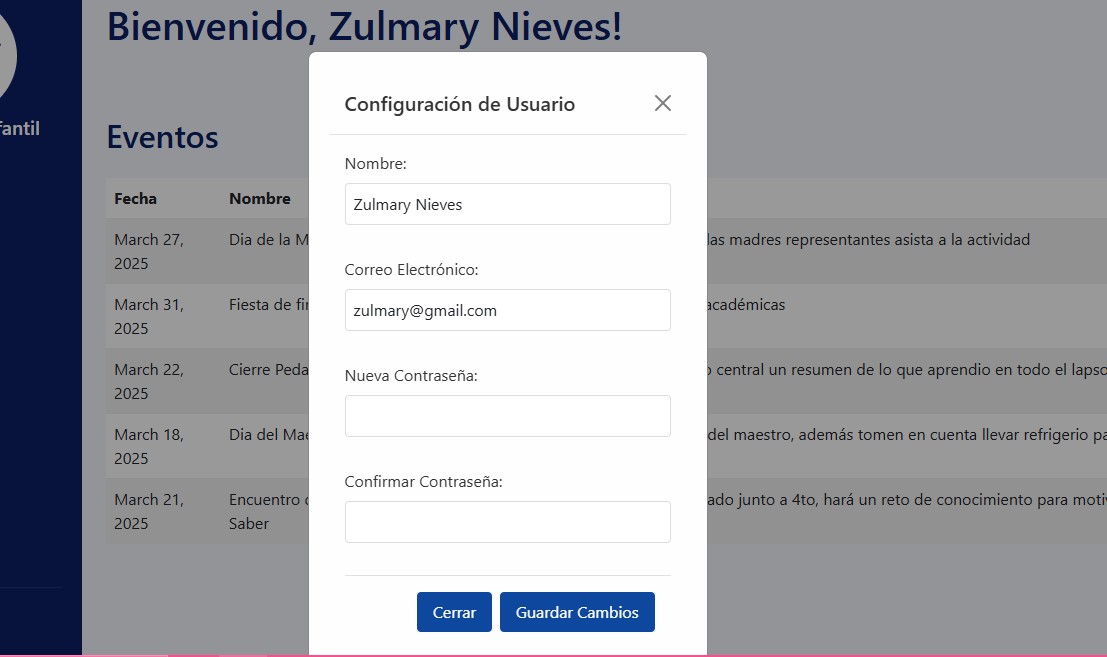 Bienvenido, Zulmary Nieves!
fantil
Eventos
Fecha Nombre
March 27, 2025 Dia de la M las madres representantes asista a la actividad
March 31, 2025 Fiesta de fin académicas
March 22, 2025 Cierre Peda central un resumen de lo que aprendio en todo el lapso
March 18, 2025 Dia del Mae del maestro, además tomen en cuenta llevar refrigerio pa
March 21, 2025 Encuentro d Saber ado junto a 4to, hará un reto de conocimiento para motiv
Configuración de Usuario
Nombre:
Zulmary Nieves
Correo Electrónico:
zulmary@gmail.com
Nueva Contraseña:
Confirmar Contraseña:
Cerrar Guardar Cambios